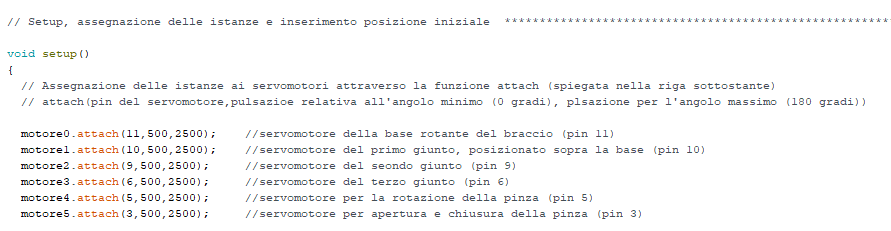 // Setup, assegnazione delle istanze e inserimento posizione iniziale  *******************************************************
void setup()
{
// Assegnazione delle istanze ai servomotori attraverso la funzione attach (spiegata nella riga sottostante)
// attach(pin del servomotore,pulsazioe relativa all'angolo minimo (0 gradi), plsazione per l'angolo massimo (180 gradi))
motore0.attach(11,500,2500);    //servomotore della base rotante del braccio (pin 11)
motore1.attach(10,500,2500);    //servomotore del primo giunto, posizionato sopra la base (pin 10)
motore2.attach(9,500,2500);     //servomotore del seondo giunto (pin 9)
motore3.attach(6,500,2500);     //servomotore del terzo giunto (pin 6)
motore4.attach(5,500,2500);     //servomotore per la rotazione della pinza (pin 5)
motore5.attach(3,500,2500);     //servomotore per apertura e chiusura della pinza (pin 3)